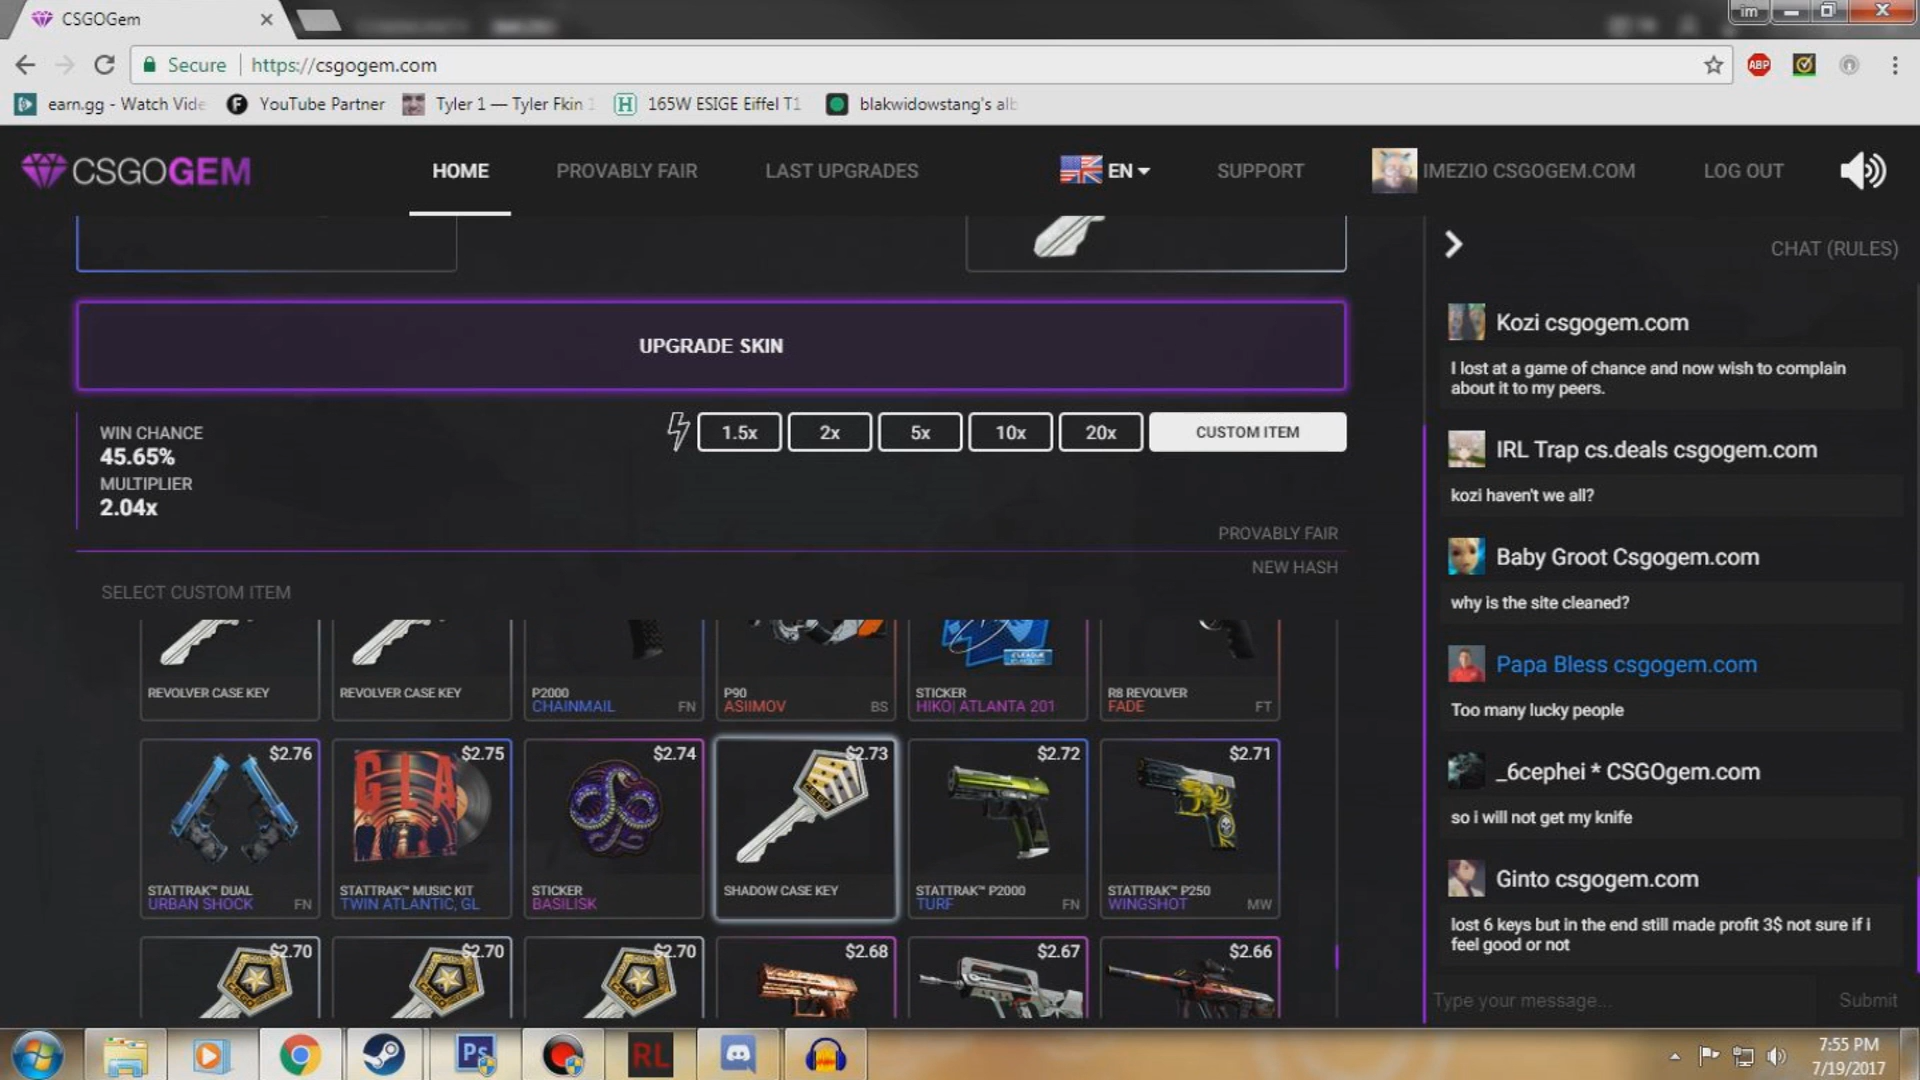 CSGOGem
im
Secure
https://csgogem.com
ABP
earn.gg - Watch Vide
YouTube Partner
Tyler 1 — Tyler Fkin 1
165W ESIGE Eiffel T1
blakwidowstang's alb
CSGOGEM
HOME
PROVABLY FAIR
LAST UPGRADES
EN
SUPPORT
IMEZIO CSGOGEM.COM
LOG OUT
UPGRADE SKIN
WIN CHANCE
45.65%
MULTIPLIER
2.04x
1.5x
2x
5x
10x
20x
CUSTOM ITEM
PROVABLY FAIR
NEW HASH
SELECT CUSTOM ITEM
REVOLVER CASE KEY
REVOLVER CASE KEY
P2000
CHAINMAIL FN
P90
ASIIMOV BS
STICKER
HIKO| ATLANTA 201
R8 REVOLVER
FADE FT
$2.76
STATTRAK™ DUAL
URBAN SHOCK FN
$2.75
GLA
STATTRAK™ MUSIC KIT
TWIN ATLANTIC, GL
$2.74
STICKER
BASILISK
$2.73
CS GO
SHADOW CASE KEY
$2.72
STATTRAK™ P2000
TURF FN
$2.71
STATTRAK™ P250
WINGSHOT MW
$2.70
$2.70
$2.70
$2.68
$2.67
$2.66
CHAT (RULES)
Kozi csgogem.com
I lost at a game of chance and now wish to complain
about it to my peers.
IRL Trap cs.deals csgogem.com
kozi haven't we all?
Baby Groot Csgogem.com
why is the site cleaned?
Papa Bless csgogem.com
Too many lucky people
_6cephei * CSGOgem.com
so i will not get my knife
Ginto csgogem.com
lost 6 keys but in the end still made profit 3$ not sure if i
feel good or not
Type your message...
Submit
Ps
RL
7:55 PM
7/19/2017